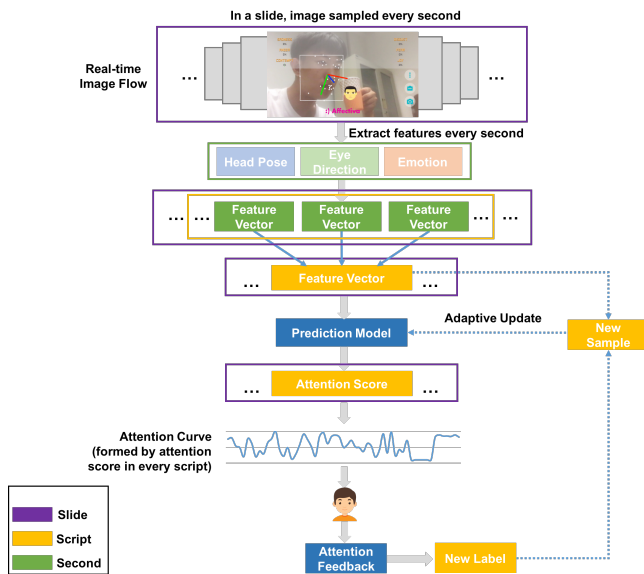 In a slide, image sampled every second
Real-time
Image Flow
...
...
:) Affectiva
Extract features every second
Head Pose
Eye
Direction
Emotion
... ...
Feature
Vector
Feature
Vector
Feature
Vector
... ...
...
Feature Vector
...
Prediction Model
Adaptive Update
New
Sample
...
Attention Score
...
Attention Curve
(formed by attention
score in every script)
Slide
Script
Second
Attention
Feedback
New Label